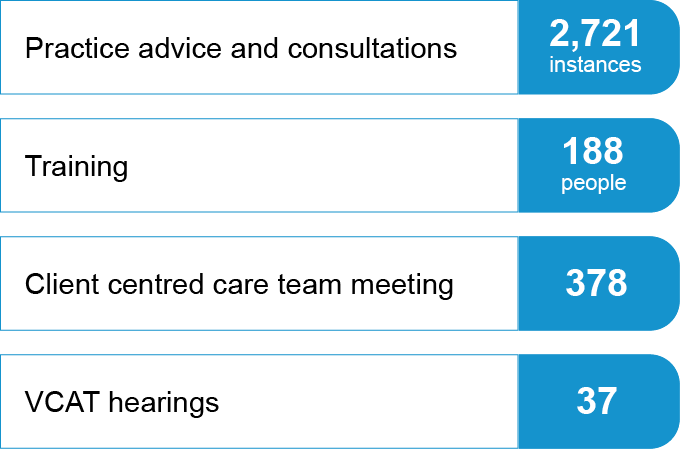 Practice advice and consultations
2,721
instances
Training
188
people
Client centred care team meeting
378
VCAT hearings
37